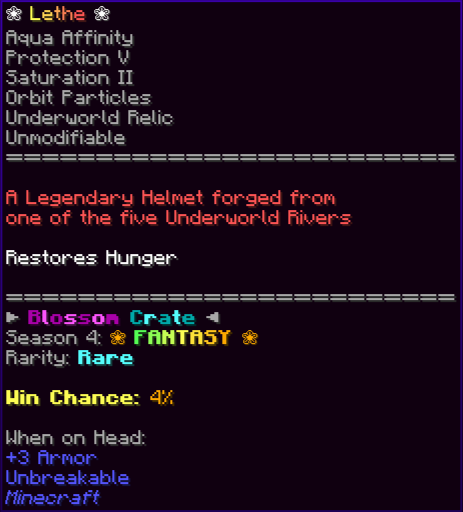 ❀ Lethe ❀
Aqua Affinity
Protection V
Saturation II
Orbit Particles
Underworld Relic
Unmodifiable
============================
A Legendary Helmet forged from
one of the five Underworld Rivers
Restores Hunger
============================
► Blossom Crate ◄
Season 4: ❀ FANTASY ❀
Rarity: Rare
Win Chance: 4%
When on Head:
+3 Armor
Unbreakable
Minecraft